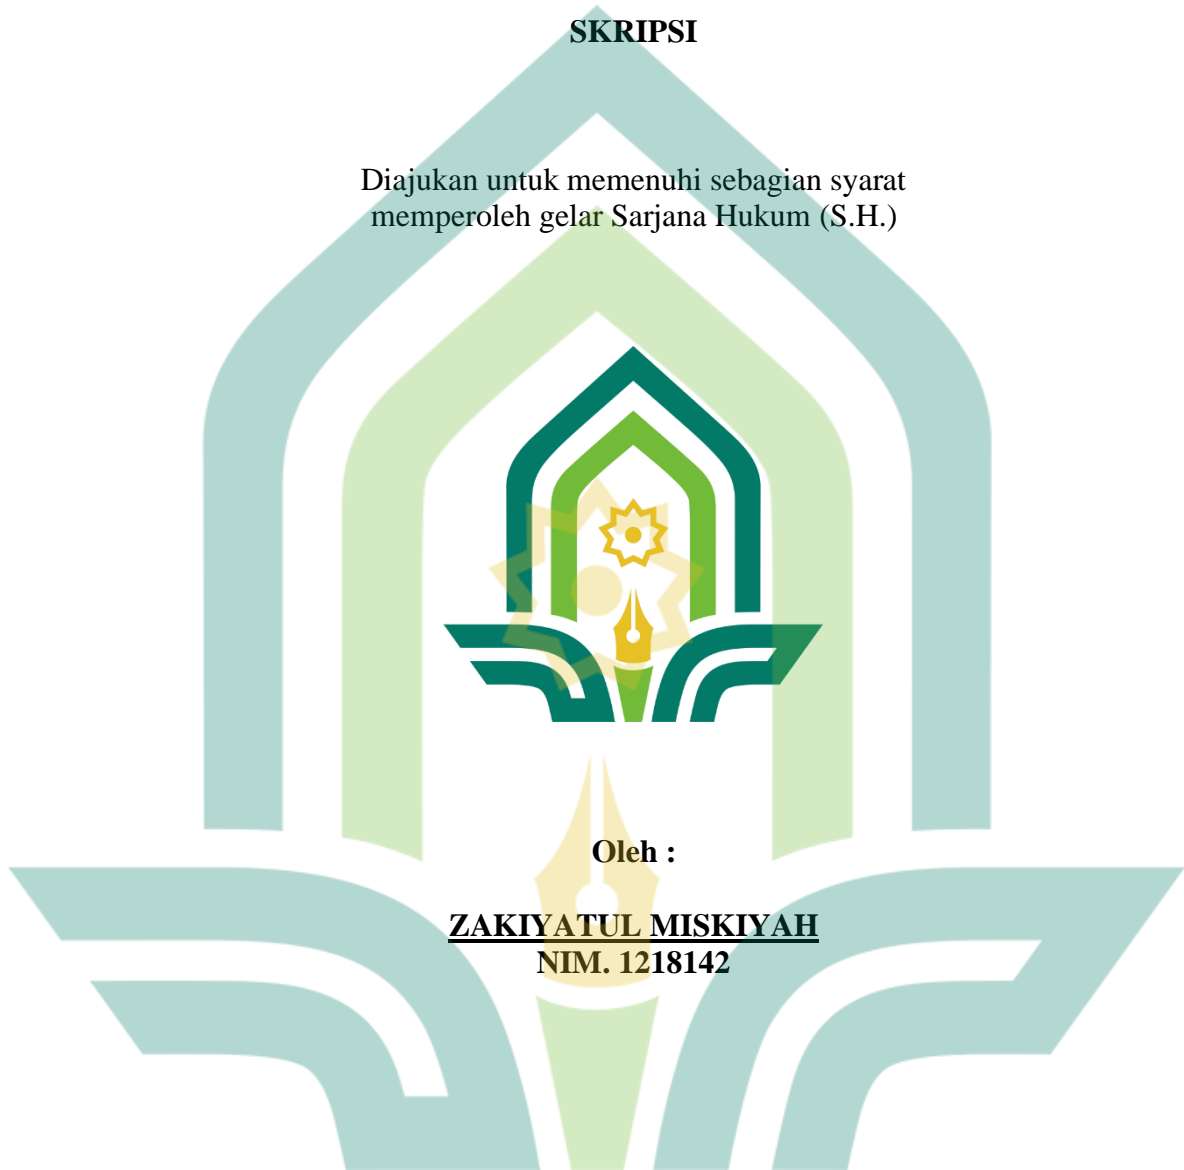 SKRIPSI
Diajukan untuk memenuhi sebagian syarat
memperoleh gelar Sarjana Hukum (S.H.)
Oleh :
ZAKIYATUL MISKIYAH
NIM. 1218142